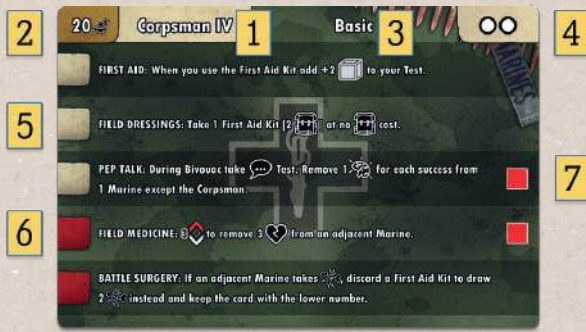 2 20 Corpsman IV 1 Basic 3 4
MARINES
FIRST AID: When you use the First Aid Kit add +2 to your Test.
5 FIELD DRESSINGS: Take 1 First Aid Kit [2 ] at no cost.
PEP TALK: During Bivouac take Test. Remove 1 for each success from
1 Marine except the Corpsman.
7
6 FIELD MEDICINE: 3 to remove 3 from an adjacent Marine.
BATTLE SURGERY: If an adjacent Marine takes , discard a First Aid Kit to draw
2 instead and keep the card with the lower number.